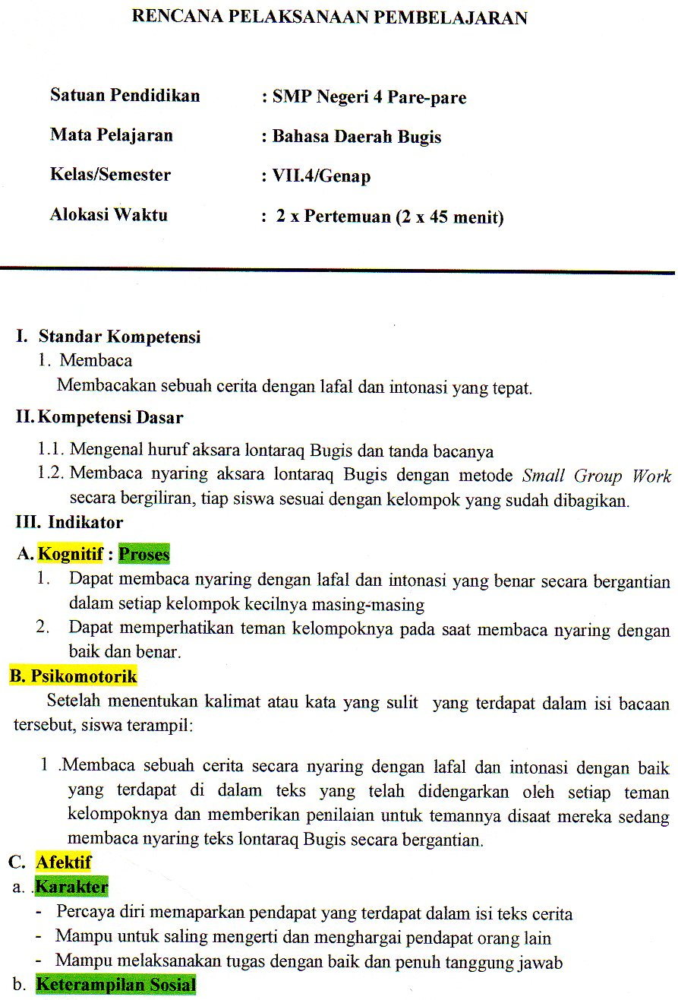 RENCANA PELAKSANAAN PEMBELAJARAN
Satuan Pendidikan : SMP Negeri 4 Pare-pare
Mata Pelajaran : Bahasa Daerah Bugis
Kelas/Semester : VII.4/Genap
Alokasi Waktu : 2 x Pertemuan (2 x 45 menit)
I. Standar Kompetensi
1. Membaca
Membacakan sebuah cerita dengan lafal dan intonasi yang tepat.
II. Kompetensi Dasar
1.1. Mengenal huruf aksara lontaraq Bugis dan tanda bacanya
1.2. Membaca nyaring aksara lontaraq Bugis dengan metode Small Group Work
secara bergiliran, tiap siswa sesuai dengan kelompok yang sudah dibagikan.
III. Indikator
A. Kognitif : Proses
1. Dapat membaca nyaring dengan lafal dan intonasi yang benar secara bergantian
dalam setiap kelompok kecilnya masing-masing
2. Dapat memperhatikan teman kelompoknya pada saat membaca nyaring dengan
baik dan benar.
B. Psikomotorik
Setelah menentukan kalimat atau kata yang sulit yang terdapat dalam isi bacaan
tersebut, siswa terampil:
1 .Membaca sebuah cerita secara nyaring dengan lafal dan intonasi dengan baik
yang terdapat di dalam teks yang telah didengarkan oleh setiap teman
kelompoknya dan memberikan penilaian untuk temannya disaat mereka sedang
membaca nyaring teks lontaraq Bugis secara bergantian.
C. Afektif
a. .Karakter
- Percaya diri memaparkan pendapat yang terdapat dalam isi teks cerita
- Mampu untuk saling mengerti dan menghargai pendapat orang lain
- Mampu melaksanakan tugas dengan baik dan penuh tanggung jawab
b. Keterampilan Sosial